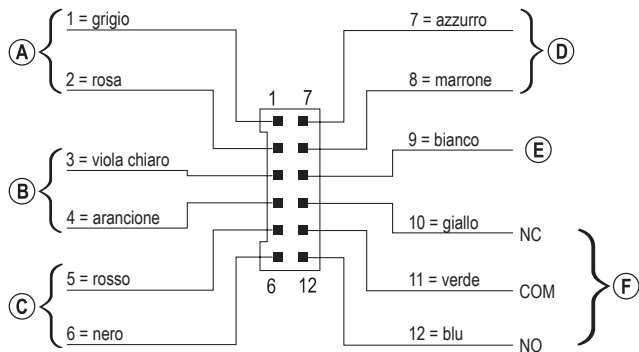 1 = grigio
A
2 = rosa
3 = viola chiaro
B
4 = arancione
5 = rosso
C
6 = nero
1 7
6 12
7 = azzurro
D
8 = marrone
9 = bianco
E
10 = giallo
NC
11 = verde
COM
F
12 = blu
NO